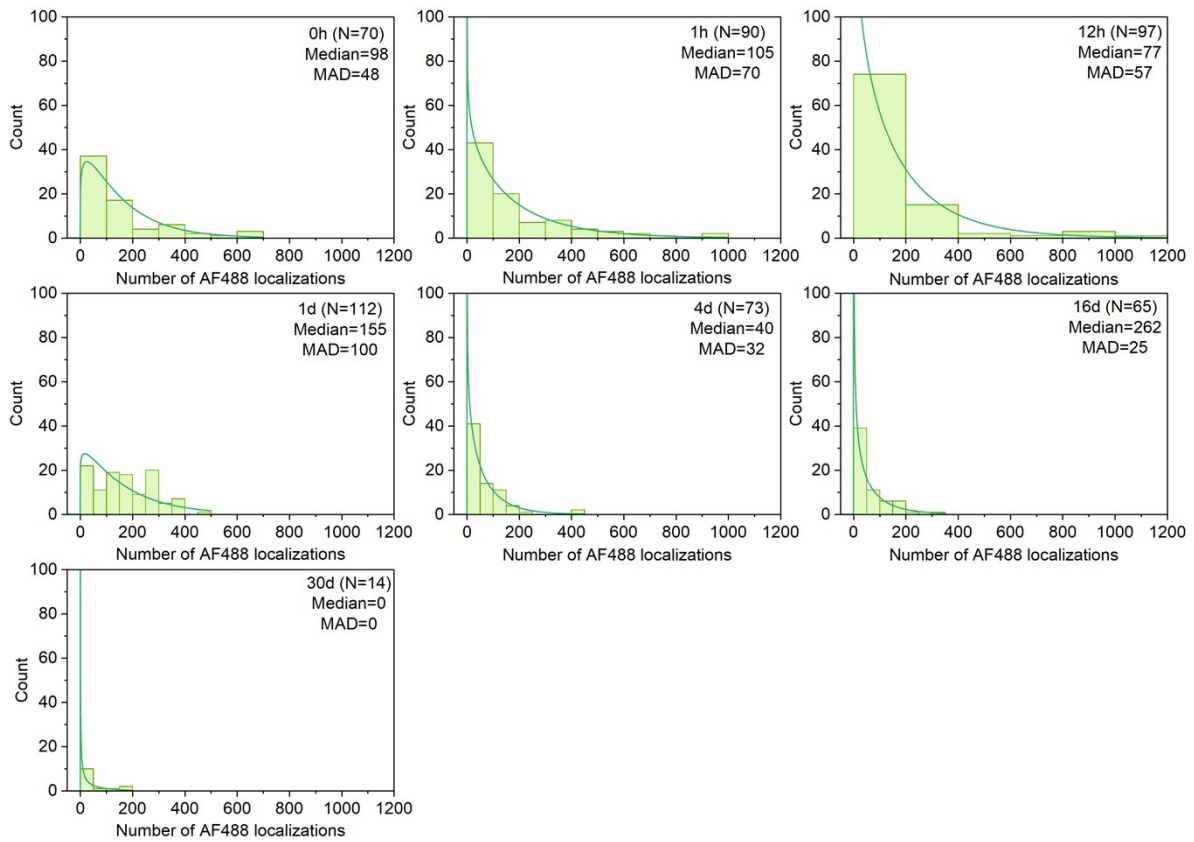 100
80
60
40
20
0
Count
0h (N=70)
Median=98
MAD=48
0 200 400 600 800 1000 1200
Number of AF488 localizations
100
80
60
40
20
0
Count
1h (N=90)
Median=105
MAD=70
0 200 400 600 800 1000 1200
Number of AF488 localizations
100
80
60
40
20
0
Count
12h (N=97)
Median=77
MAD=57
0 200 400 600 800 1000 1200
Number of AF488 localizations
100
80
60
40
20
0
Count
1d (N=112)
Median=155
MAD=100
0 200 400 600 800 1000 1200
Number of AF488 localizations
100
80
60
40
20
0
Count
4d (N=73)
Median=40
MAD=32
0 200 400 600 800 1000 1200
Number of AF488 localizations
100
80
60
40
20
0
Count
16d (N=65)
Median=262
MAD=25
0 200 400 600 800 1000 1200
Number of AF488 localizations
100
80
60
40
20
0
Count
30d (N=14)
Median=0
MAD=0
0 200 400 600 800 1000 1200
Number of AF488 localizations